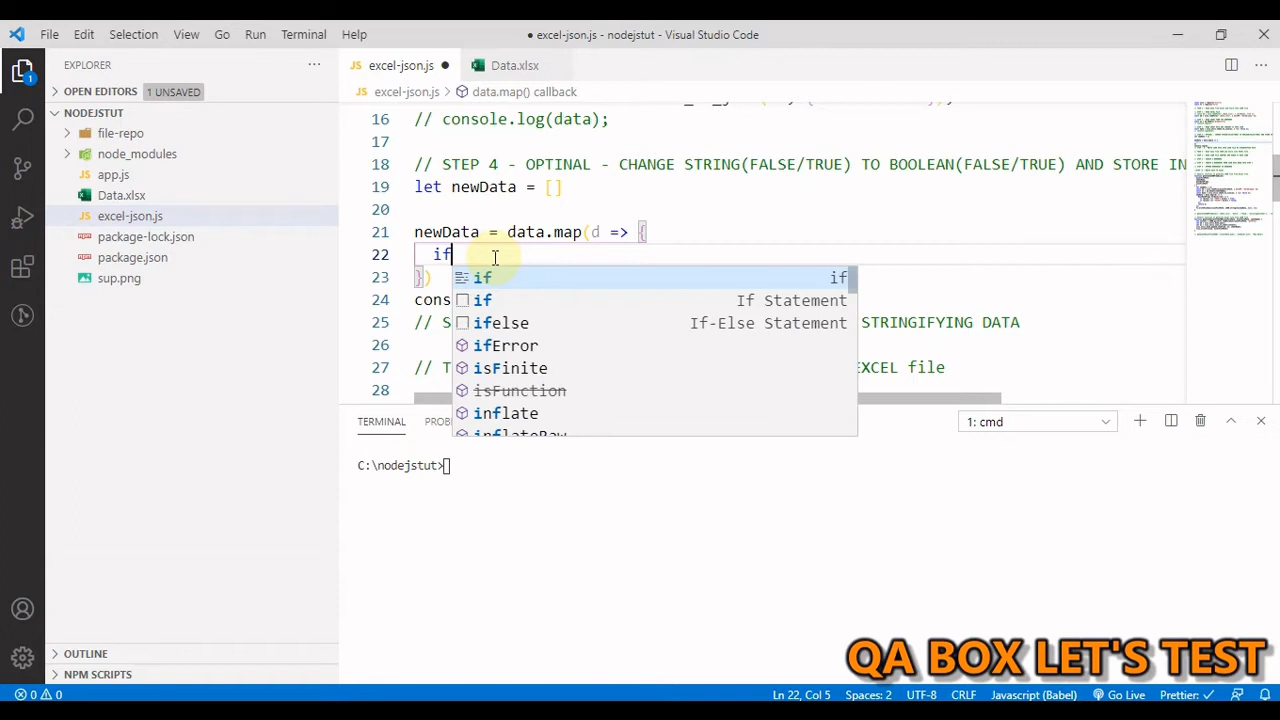 File Edit Selection View Go Run Terminal Help
● excel-json.js - nodejstut - Visual Studio Code
EXPLORER
OPEN EDITORS 1 UNSAVED
NODEJSTUT
file-repo
node_modules
app.js
Data.xlsx
excel-json.js
package-lock.json
package.json
sup.png
OUTLINE
NPM SCRIPTS
1
JS excel-json.js ●
Data.xlsx
JS excel-json.js > data.map() callback
16 // console.log(data);
17
18 // STEP 4 OPTIONAL - CHANGE STRING(FALSE/TRUE) TO BOOLEAN(FALSE/TRUE) AND STORE IN
19 let newData = []
20
21 newData = data.map(d => {
22 if
23 })
24 cons
25 // S STRINGIFYING DATA
26
27 // T EXCEL file
28
if if
if If Statement
ifelse If-Else Statement
ifError
isFinite
isFunction
inflate
inflateRaw
TERMINAL 1: cmd
C:\nodejstut>
QA BOX LET'S TEST
0 0 Ln 22, Col 5 Spaces: 2 UTF-8 CRLF Javascript (Babel) Go Live Prettier: ✓